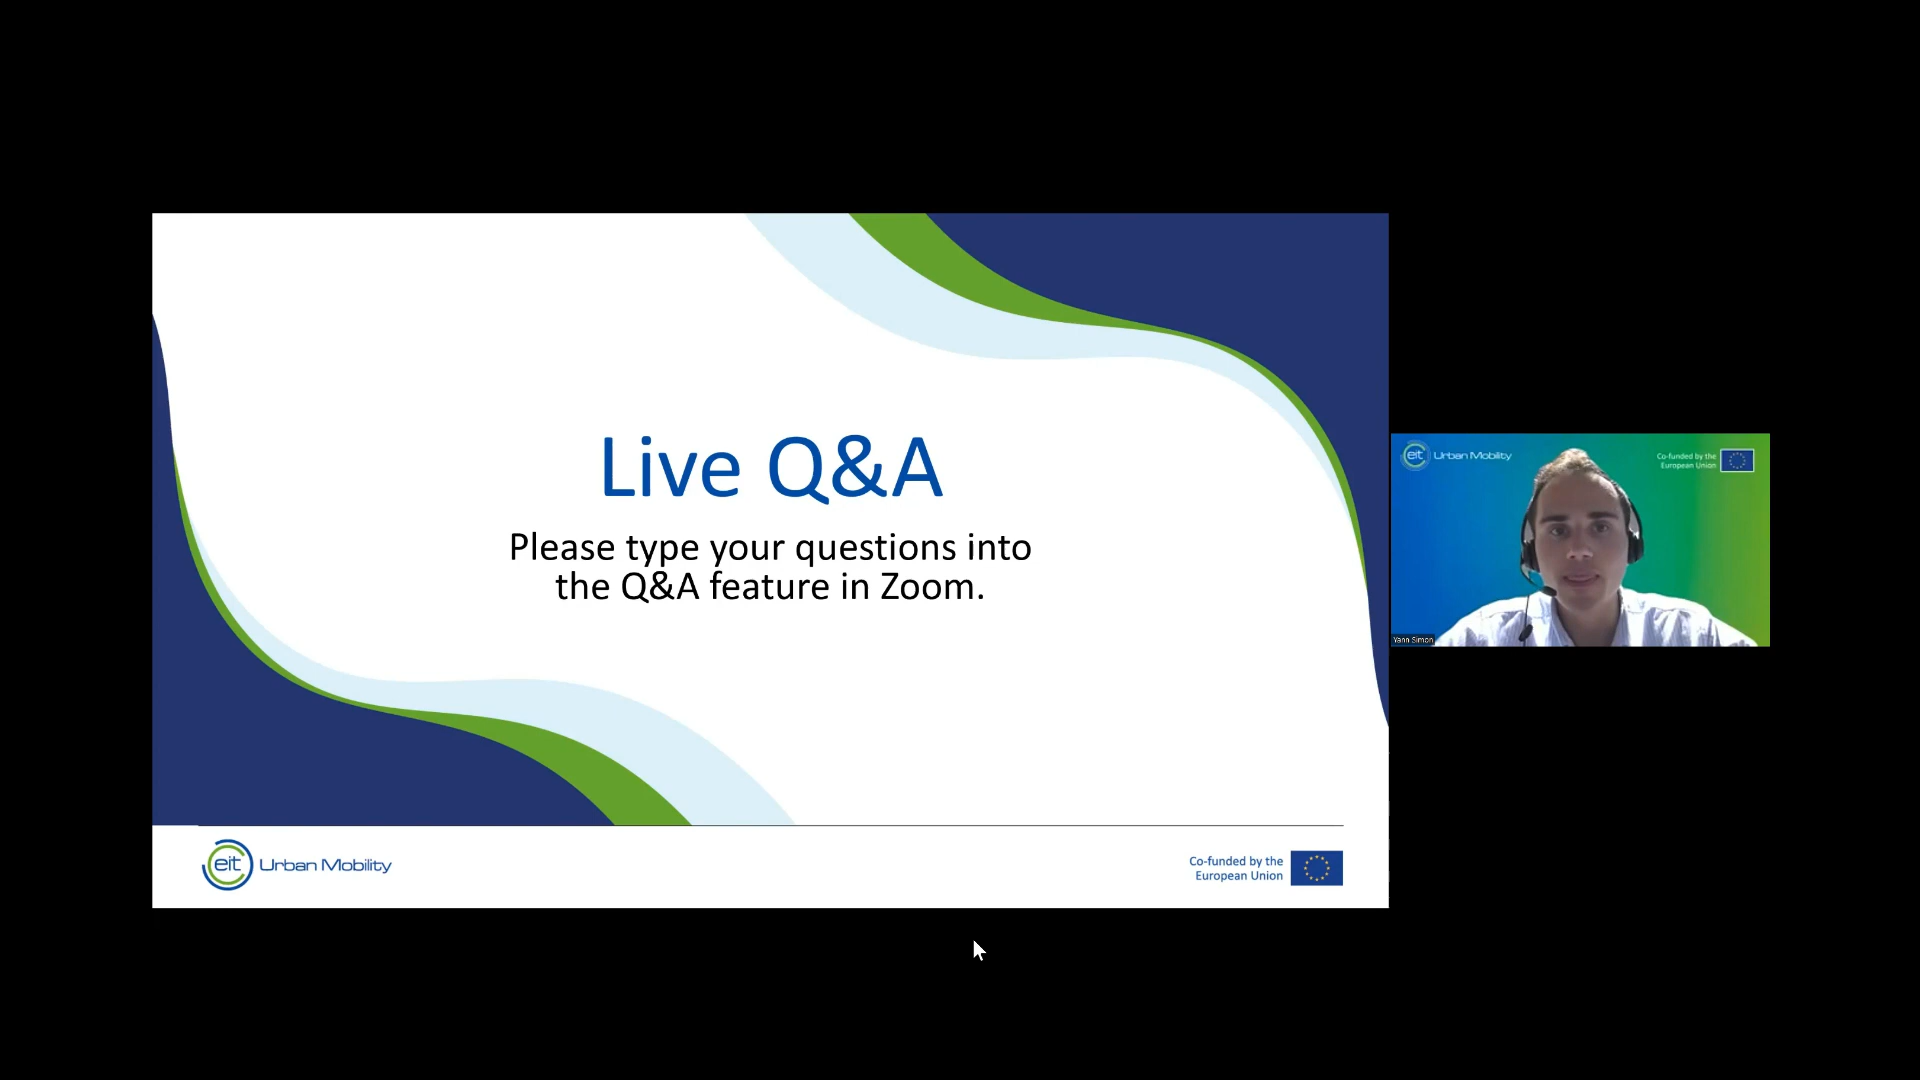 Live Q&A
Please type your questions into
the Q&A feature in Zoom.
eit Urban Mobility
Co-funded by the
European Union
eit Urban Mobility
Co-funded by the
European Union
Yann Simon